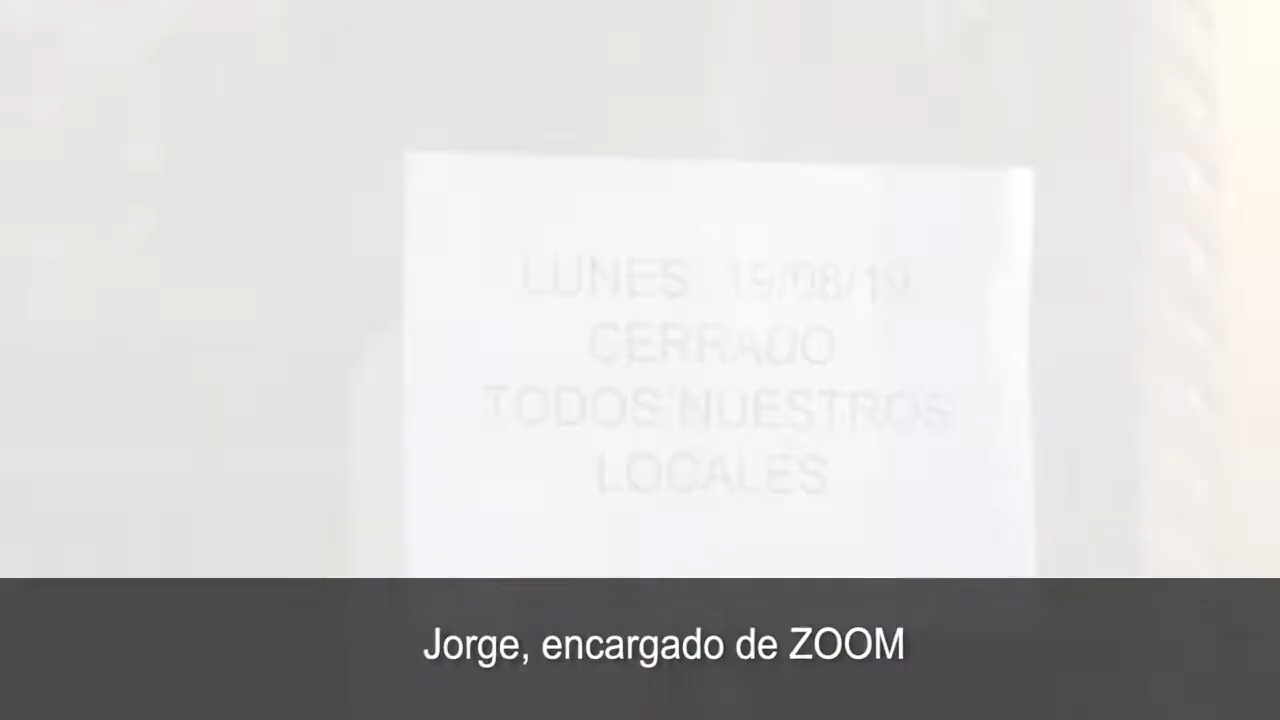 LUNES 19/08/19
CERRADO
TODOS NUESTROS
LOCALES
Jorge, encargado de ZOOM